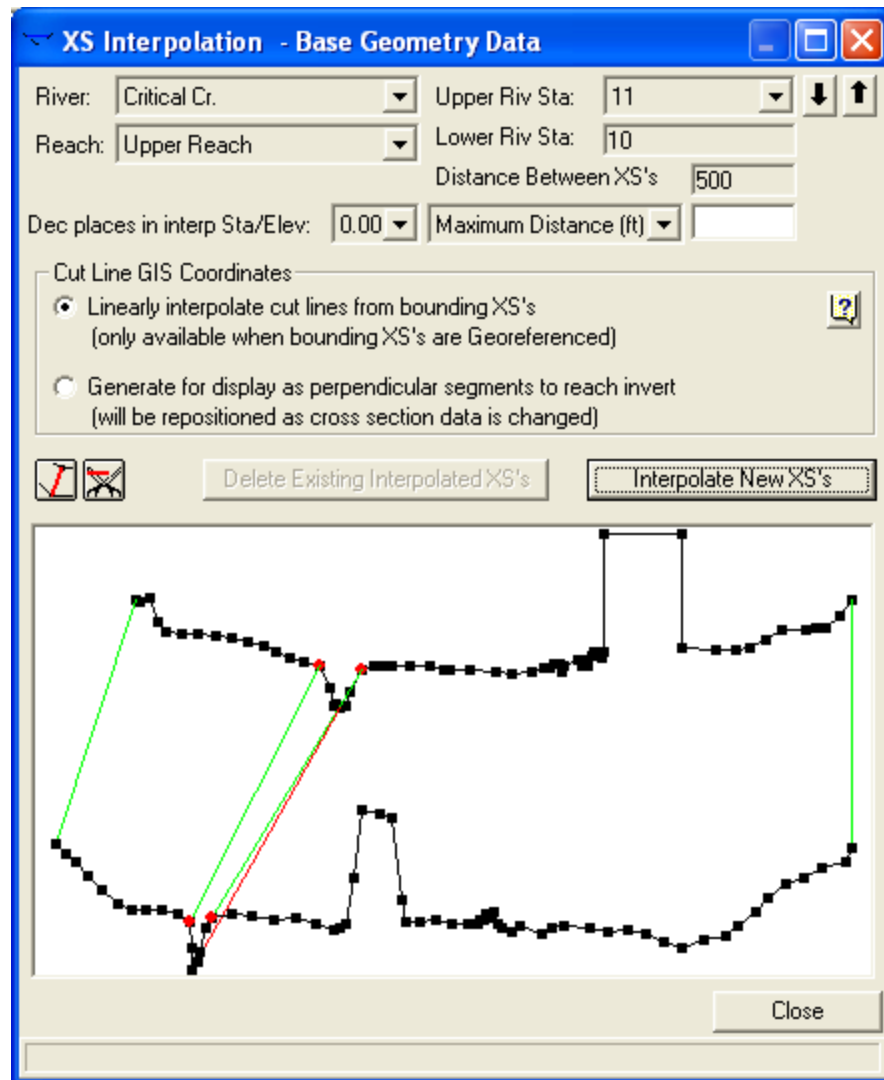 XS Interpolation - Base Geometry Data
River: Critical Cr. Upper Riv Sta: 11
Reach: Upper Reach Lower Riv Sta: 10
Distance Between XS's 500
Dec places in interp Sta/Elev: 0.00 Maximum Distance (ft)
Cut Line GIS Coordinates
Linearly interpolate cut lines from bounding XS's
(only available when bounding XS's are Georeferenced)
Generate for display as perpendicular segments to reach invert
(will be repositioned as cross section data is changed)
Delete Existing Interpolated XS's Interpolate New XS's
Close